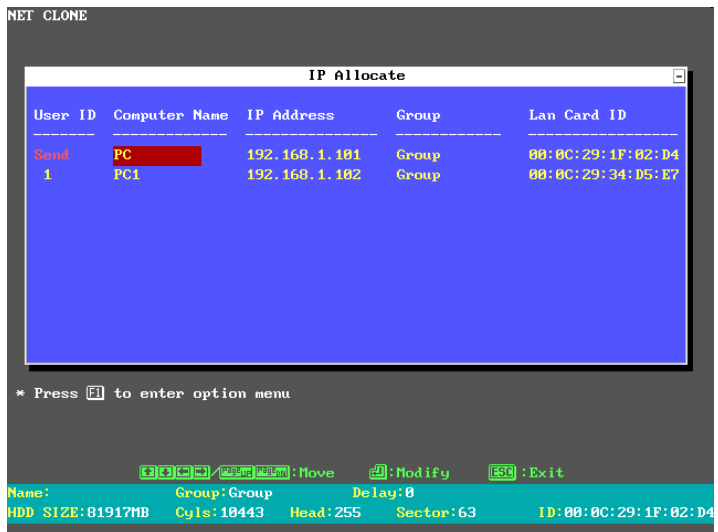 NET CLONE
IP Allocate
User ID Computer Name IP Address Group Lan Card ID
Send PC 192.168.1.101 Group 00:0C:29:1F:02:D4
1 PC1 192.168.1.102 Group 00:0C:29:34:D5:E7
* Press F1 to enter option menu
/ :Move :Modify ESC :Exit
Name: Group:Group Delay:0
HDD SIZE:81917MB Cyls:10443 Head:255 Sector:63 ID:00:0C:29:1F:02:D4